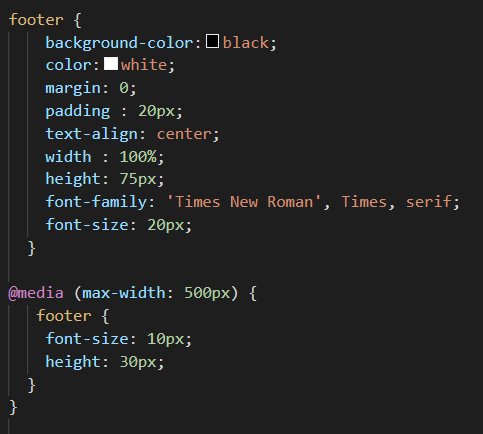 footer {
background-color: black;
color: white;
margin: 0;
padding : 20px;
text-align: center;
width : 100%;
height: 75px;
font-family: 'Times New Roman', Times, serif;
font-size: 20px;
}
@media (max-width: 500px) {
footer {
font-size: 10px;
height: 30px;
}
}